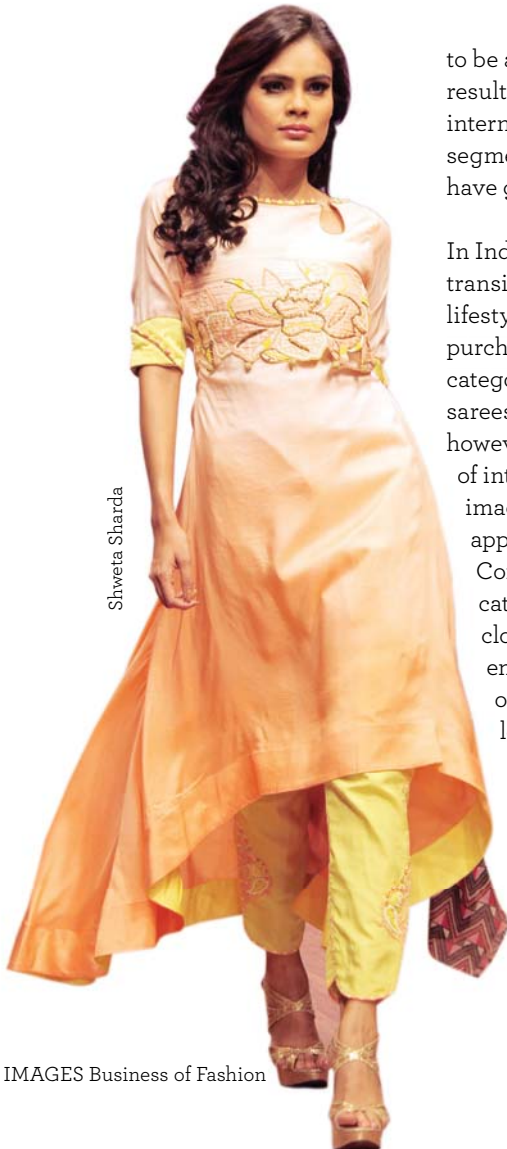 to be a
result
intern
segme
have g
In Ind
transi
lifesty
purch
catego
sarees
howev
of int
imag
app
Co
cat
clo
en
o
l
Shweta Sharda
IMAGES Business of Fashion